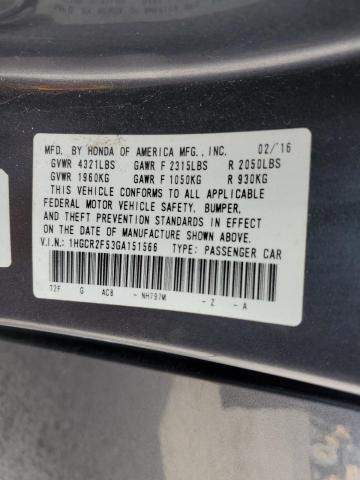 MFD. BY HONDA OF AMERICA MFG., INC. 02/16
GVWR 4321LBS GAWR F 2315LBS R 2050LBS
GVWR 1960KG GAWR F 1050KG R 930KG
THIS VEHICLE CONFORMS TO ALL APPLICABLE
FEDERAL MOTOR VEHICLE SAFETY, BUMPER,
AND THEFT PREVENTION STANDARDS IN EFFECT
ON THE DATE OF MANUFACTURE SHOWN ABOVE.
V.I.N.: 1HGCR2F53GA151566 TYPE: PASSENGER CAR
T2F G AC8 - NH797M - 2 - A